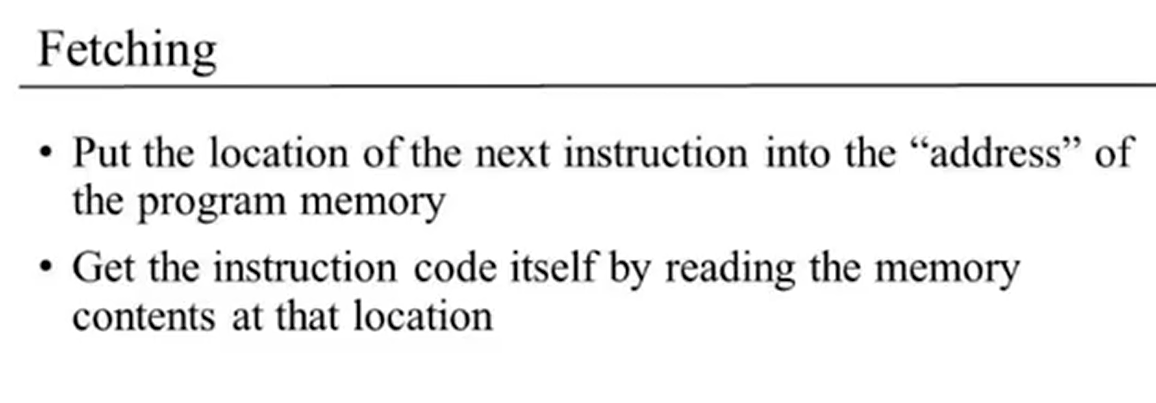 Fetching
• Put the location of the next instruction into the “address” of
the program memory
• Get the instruction code itself by reading the memory
contents at that location